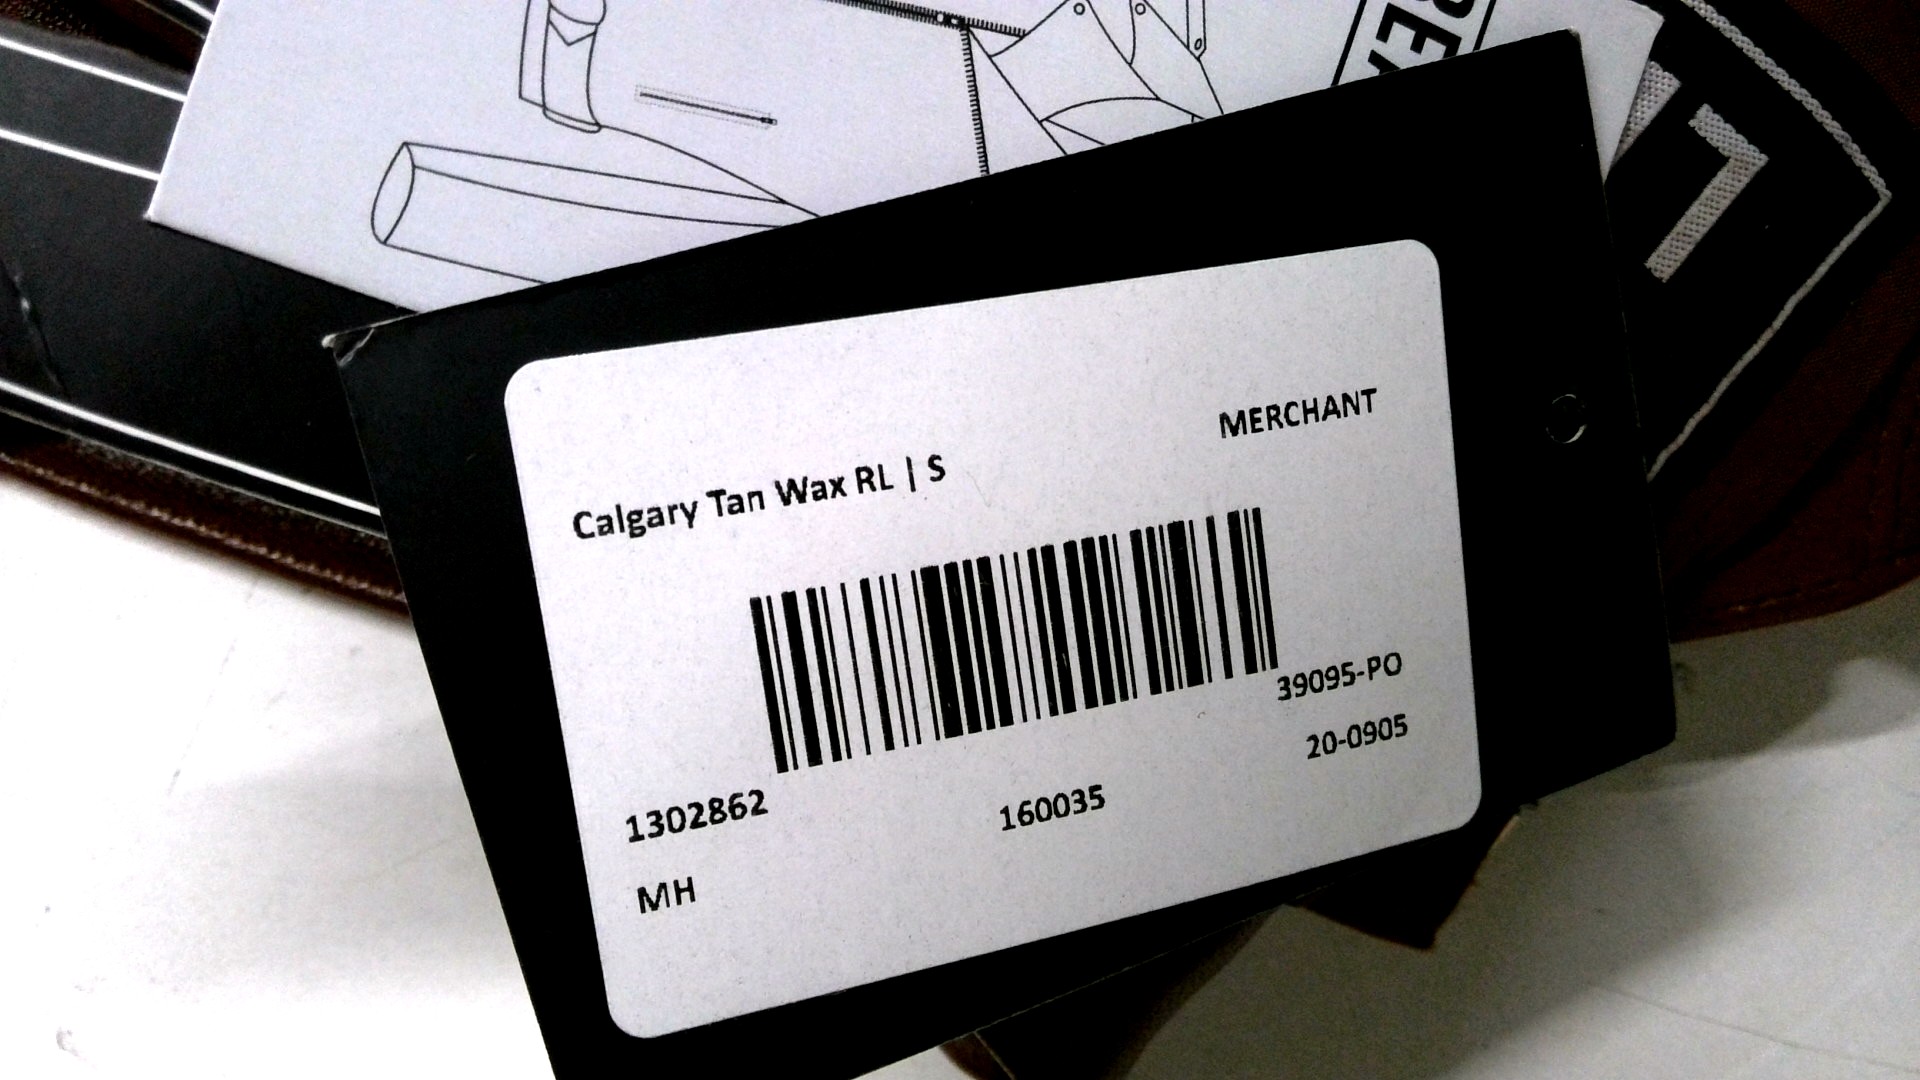 MERCHANT
Calgary Tan Wax RL | S
39095-PO
20-0905
1302862
160035
MH